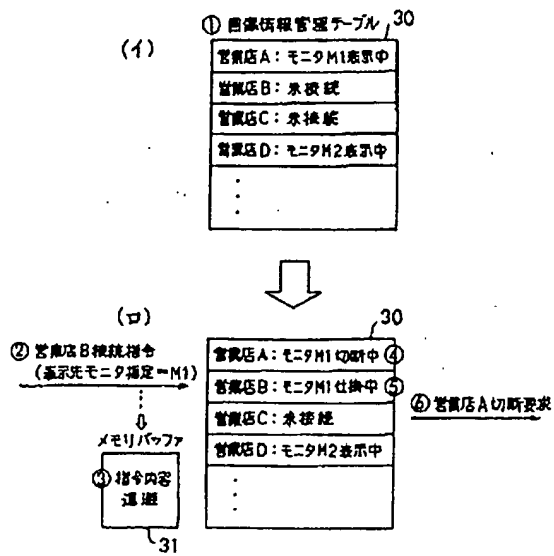 ①画像情報管理テーブル 30
(イ)
営業店A:モニタM1表示中
営業店B:未接続
営業店C:未接続
営業店D:モニタM2表示中
(ロ)
30
② 営業店B接続指令
(表示先モニタ指定=M1)
営業店A:モニタM1切断中 ④
営業店B:モニタM1仕掛中 ⑤
営業店C:未接続
営業店D:モニタM2表示中
⑥ 営業店A切断要求
メモリバッファ
③ 指令内容
退避
31